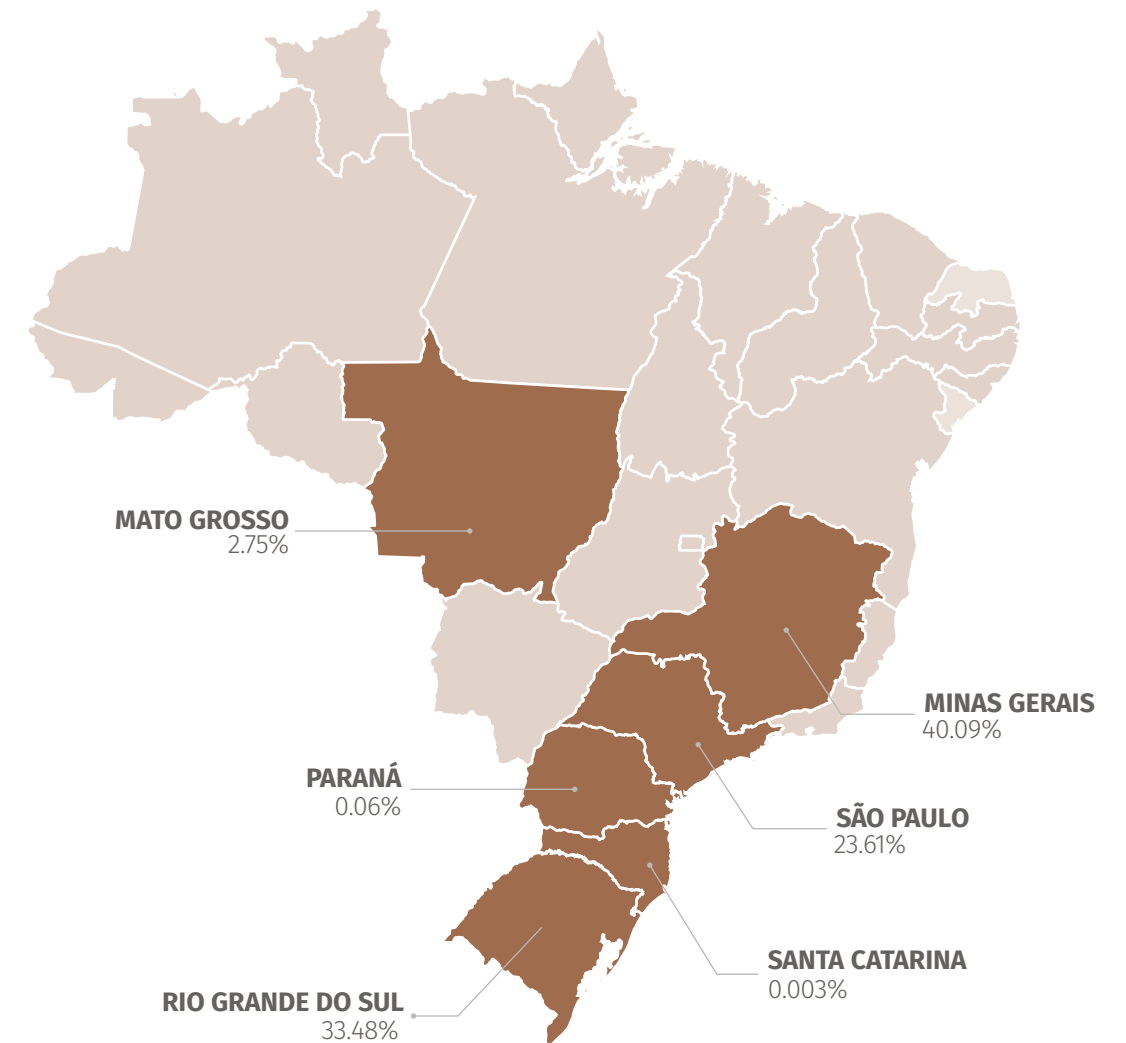 MATO GROSSO
2.75%
MINAS GERAIS
40.09%
PARANÁ
0.06%
SÃO PAULO
23.61%
SANTA CATARINA
0.003%
RIO GRANDE DO SUL
33.48%